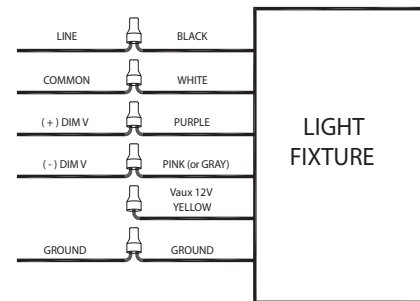 LINE BLACK
COMMON WHITE
( + ) DIM V PURPLE
( - ) DIM V PINK (or GRAY)
Vaux 12V
YELLOW
GROUND GROUND
LIGHT
FIXTURE